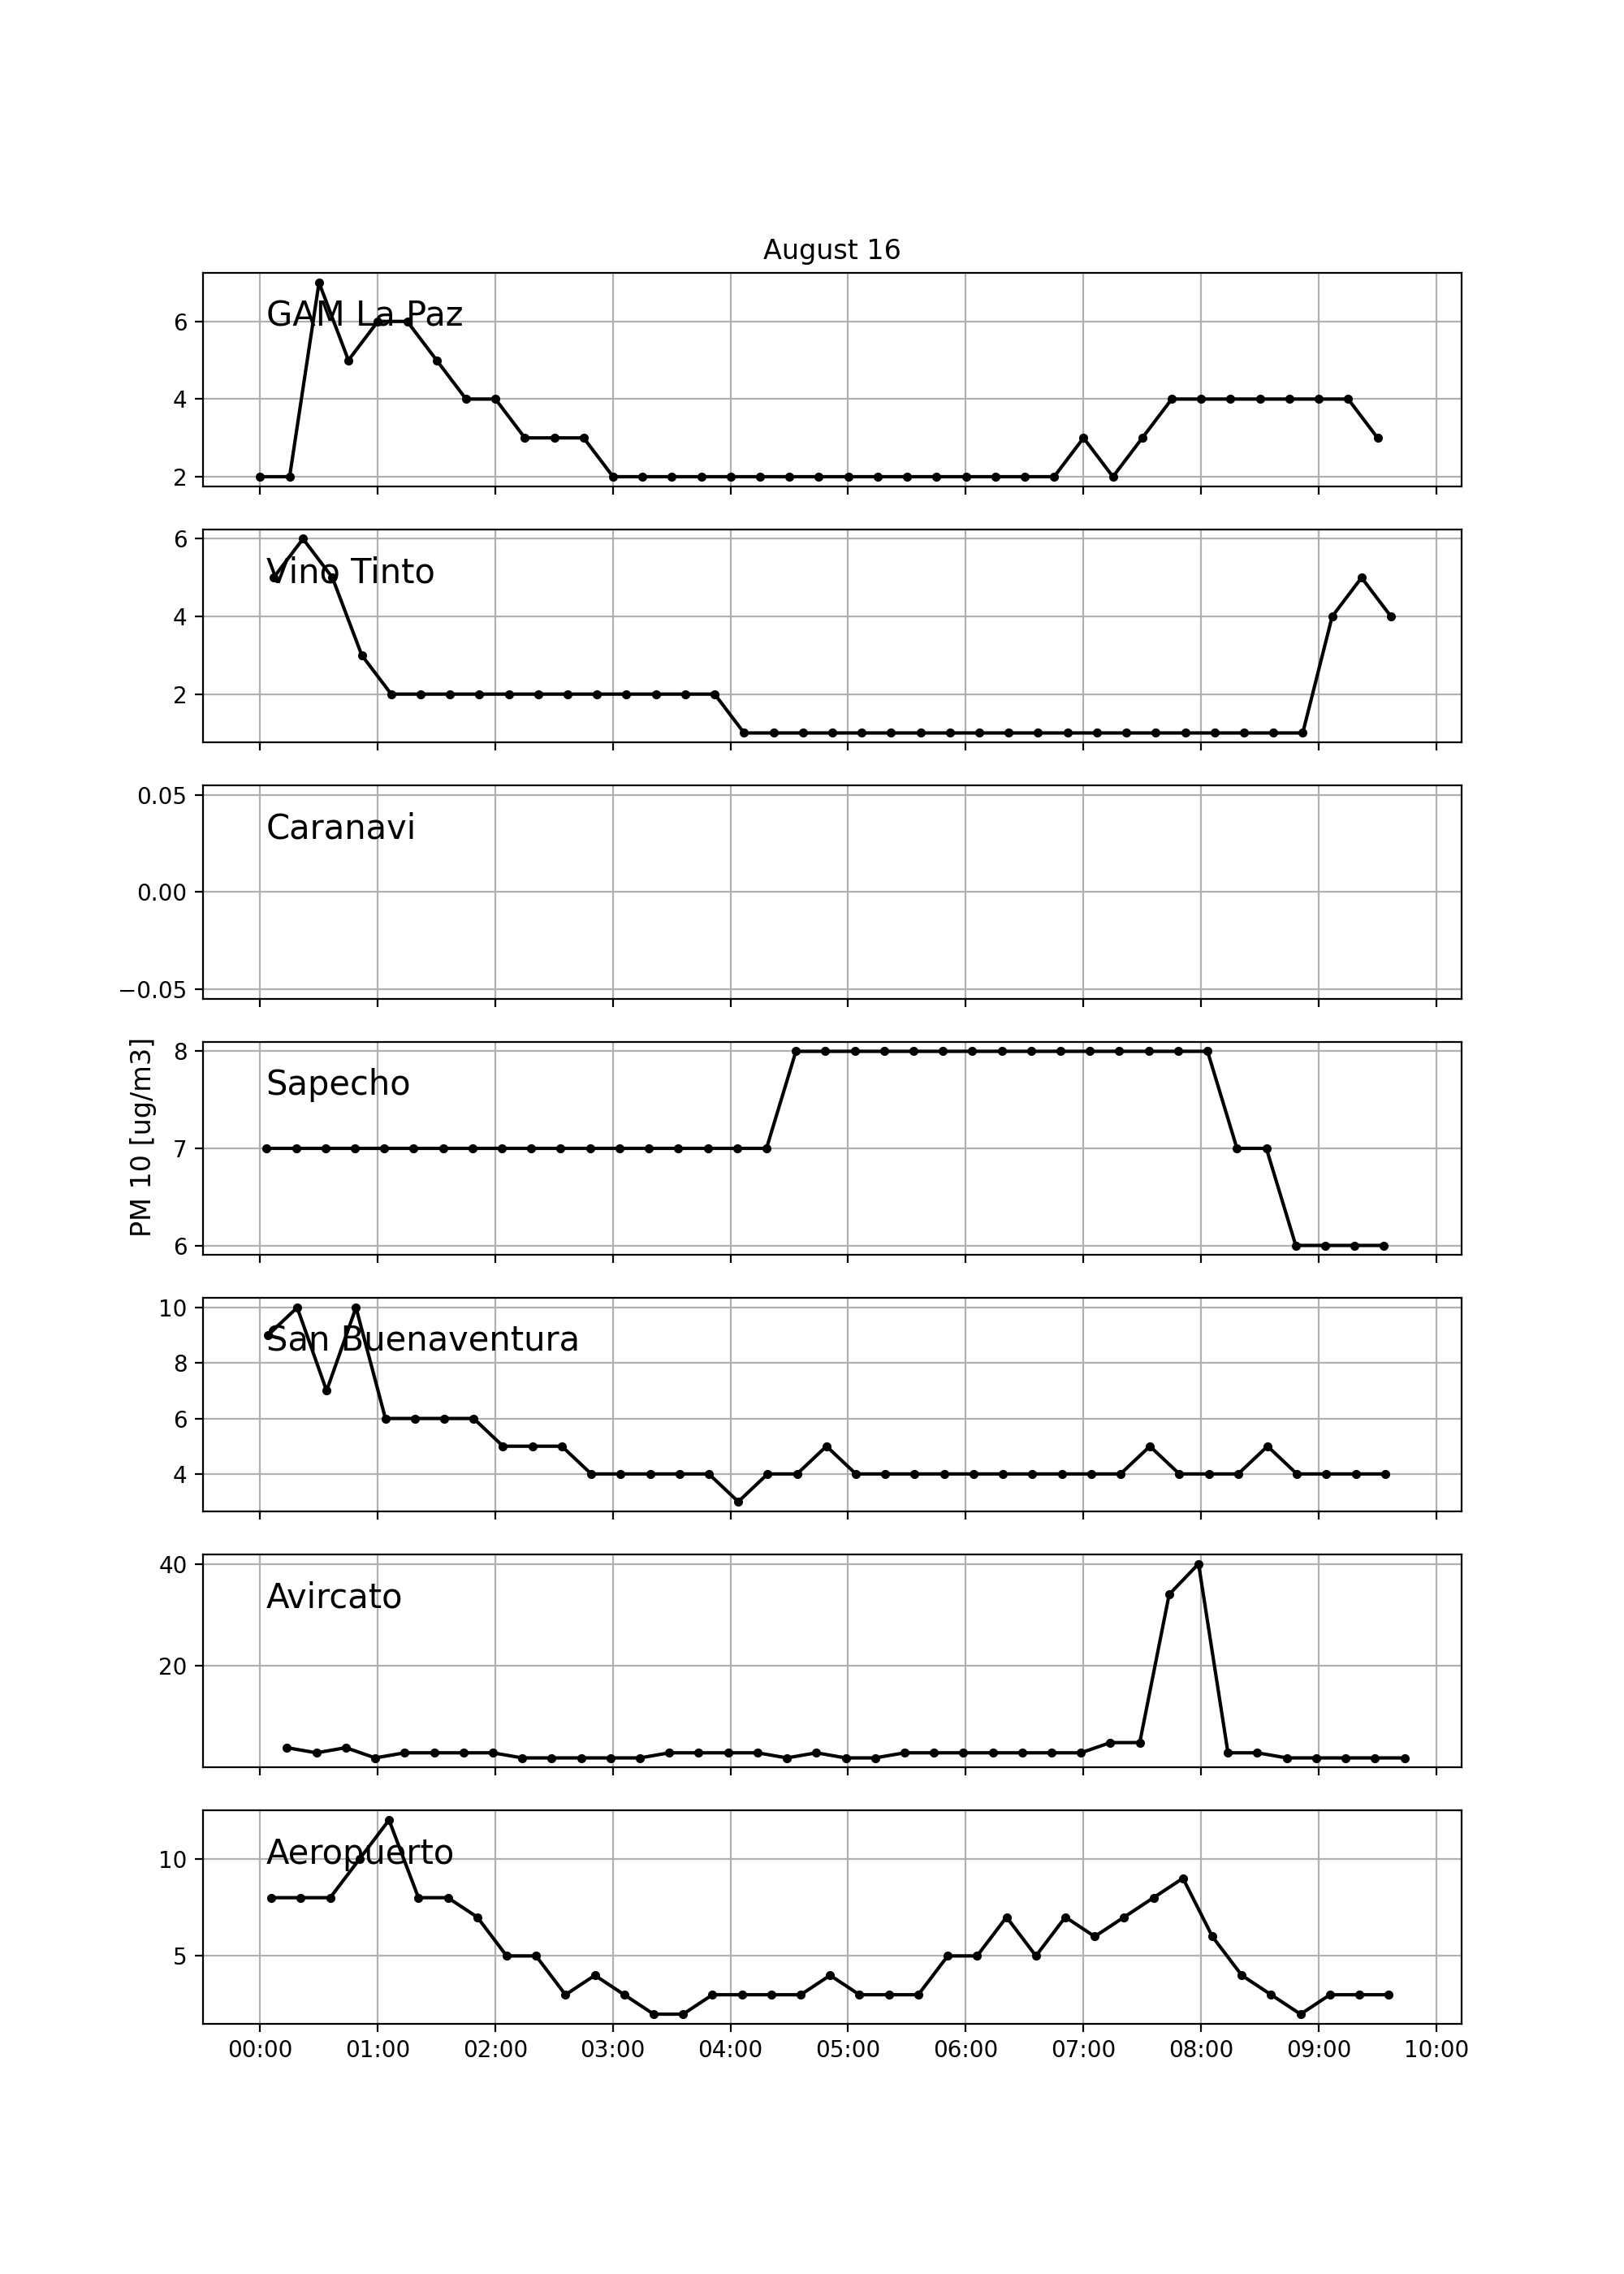 August 16
GAM La Paz
6
4
2
Vino Tinto
6
4
2
Caranavi
0.05
0.00
−0.05
PM 10 [ug/m3]
Sapecho
8
7
6
San Buenaventura
10
8
6
4
Avircato
40
20
Aeropuerto
10
5
00:00 01:00 02:00 03:00 04:00 05:00 06:00 07:00 08:00 09:00 10:00